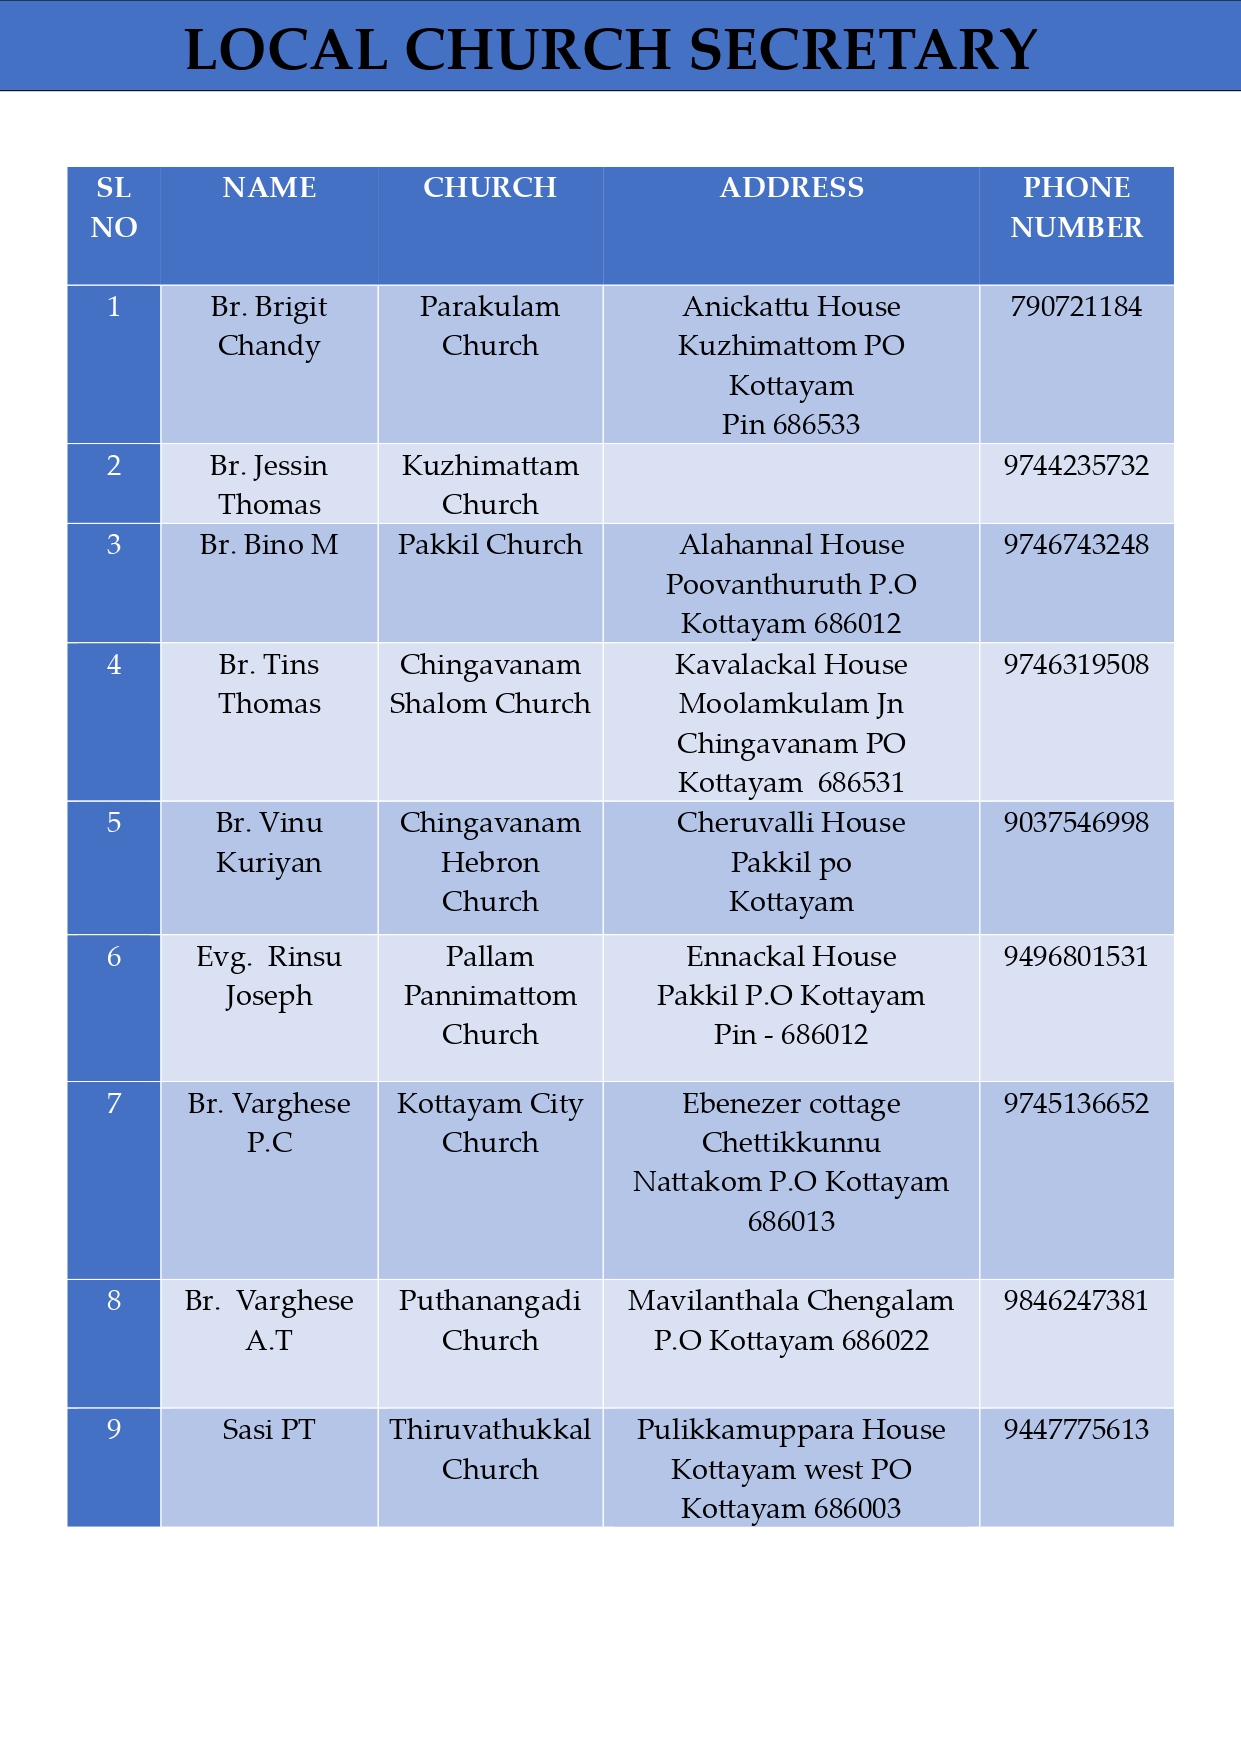 LOCAL CHURCH SECRETARY
SL NO NAME CHURCH ADDRESS PHONE NUMBER
1 Br. Brigit Chandy Parakulam Church Anickattu House Kuzhimattom PO Kottayam Pin 686533 790721184
2 Br. Jessin Thomas Kuzhimattam Church 9744235732
3 Br. Bino M Pakkil Church Alahannal House Poovanthuruth P.O Kottayam 686012 9746743248
4 Br. Tins Thomas Chingavanam Shalom Church Kavalackal House Moolamkulam Jn Chingavanam PO Kottayam 686531 9746319508
5 Br. Vinu Kuriyan Chingavanam Hebron Church Cheruvalli House Pakkil po Kottayam 9037546998
6 Evg. Rinsu Joseph Pallam Pannimattom Church Ennackal House Pakkil P.O Kottayam Pin - 686012 9496801531
7 Br. Varghese P.C Kottayam City Church Ebenezer cottage Chettikkunnu Nattakom P.O Kottayam 686013 9745136652
8 Br. Varghese A.T Puthanangadi Church Mavilanthala Chengalam P.O Kottayam 686022 9846247381
9 Sasi PT Thiruvathukkal Church Pulikkamuppara House Kottayam west PO Kottayam 686003 9447775613